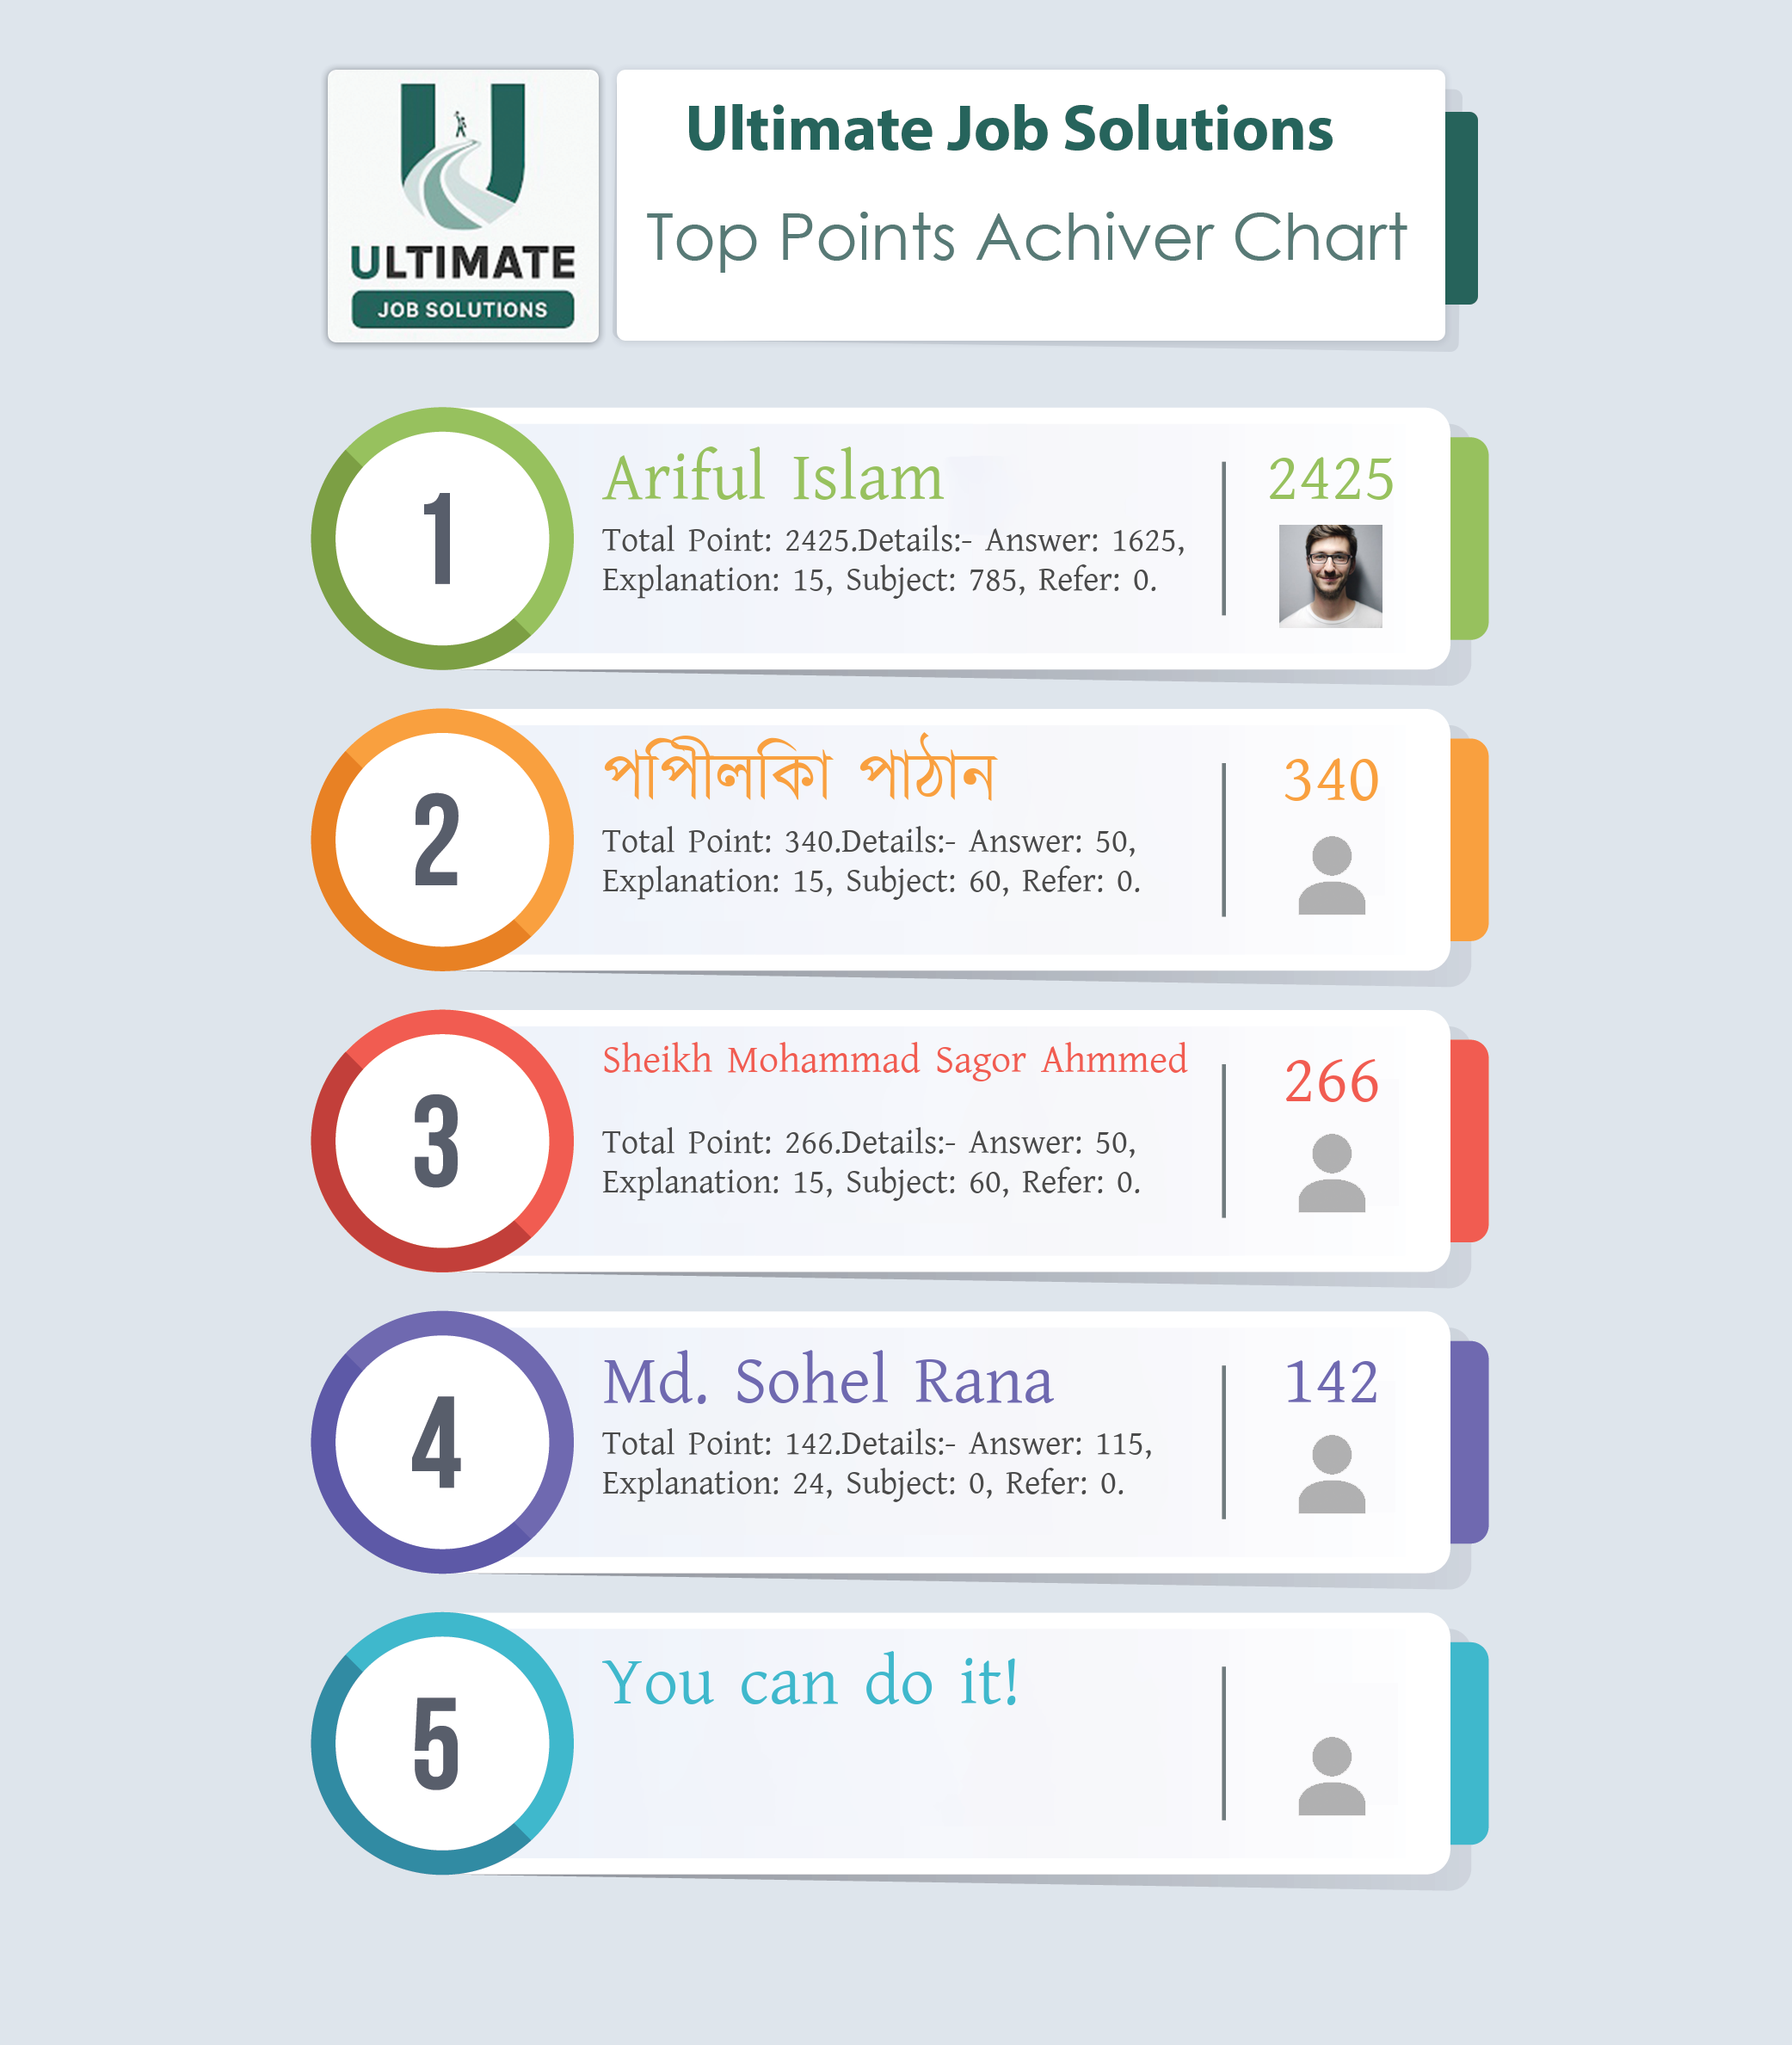 ULTIMATE
JOB SOLUTIONS
Ultimate Job Solutions
Top Points Achiver Chart
1
Ariful Islam
Total Point: 2425.Details:- Answer: 1625,
Explanation: 15, Subject: 785, Refer: 0.
2425
2
পিপীলিকা পাঠান
Total Point: 340.Details:- Answer: 50,
Explanation: 15, Subject: 60, Refer: 0.
340
3
Sheikh Mohammad Sagor Ahmmed
Total Point: 266.Details:- Answer: 50,
Explanation: 15, Subject: 60, Refer: 0.
266
4
Md. Sohel Rana
Total Point: 142.Details:- Answer: 115,
Explanation: 24, Subject: 0, Refer: 0.
142
5
You can do it!